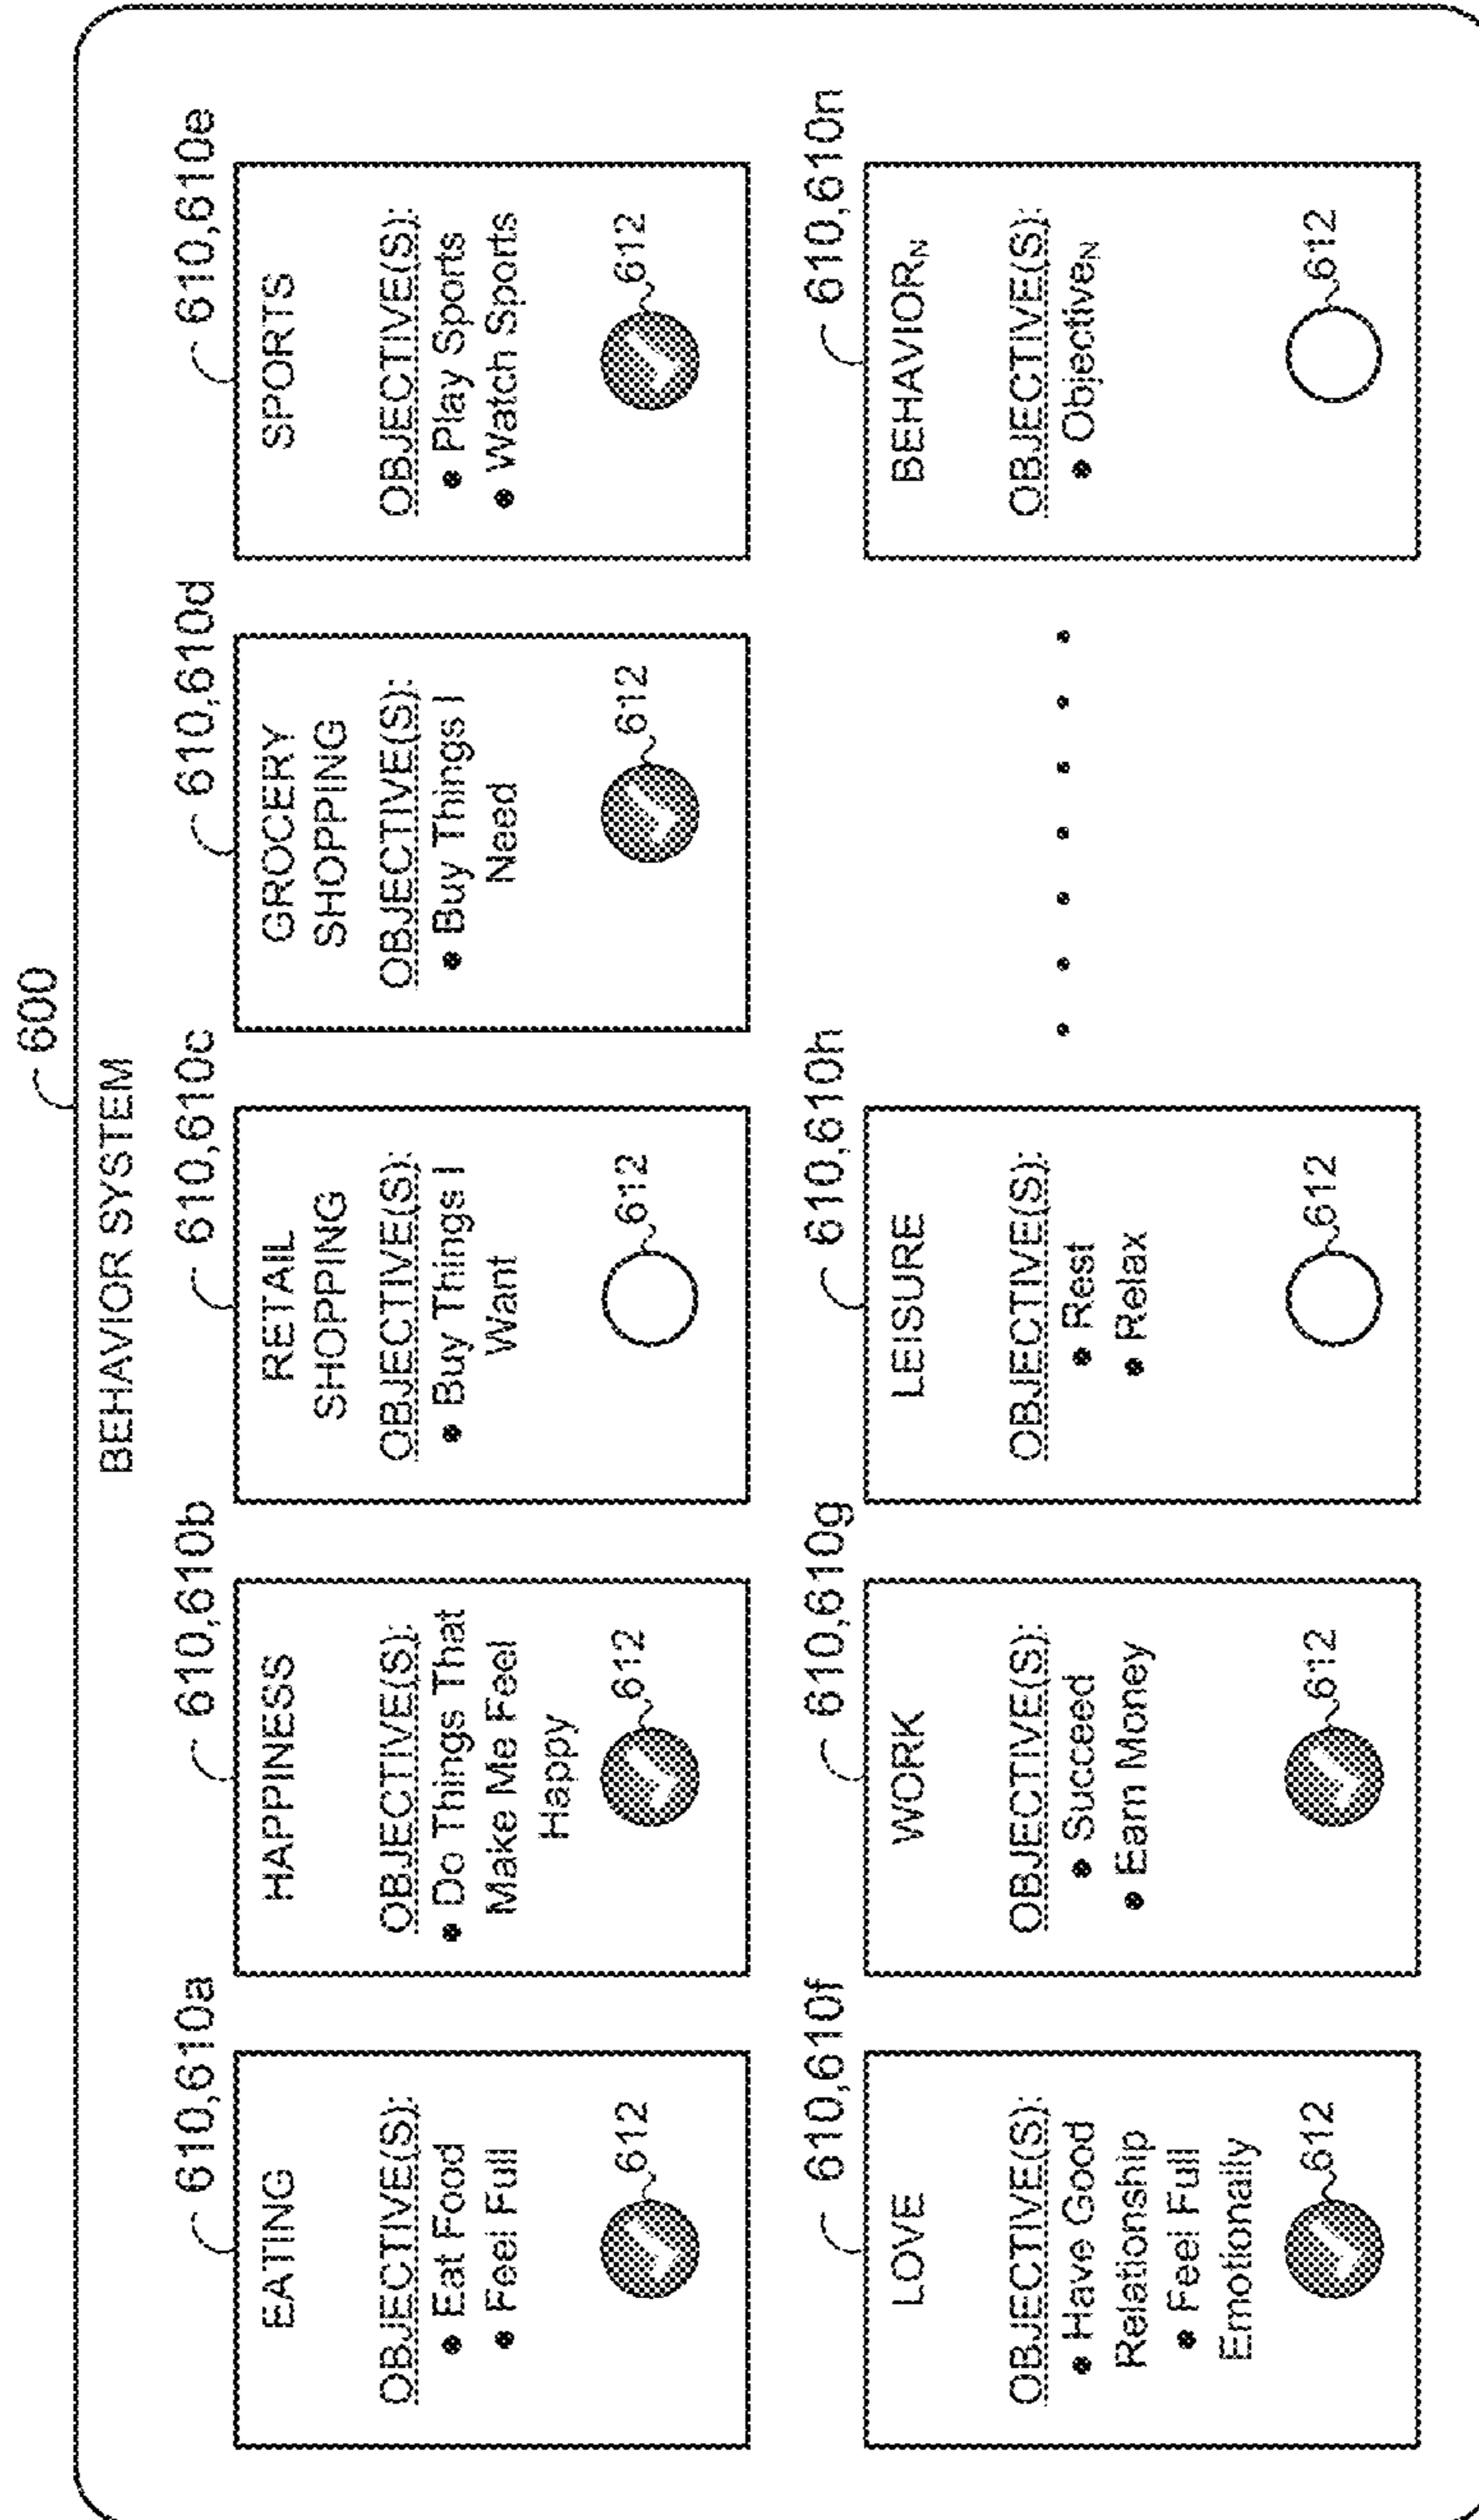 600
BEHAVIOR SYSTEM
610,610a
EATING
OBJECTIVE(S):
• Eat Food
• Feel Full
612
610,610b
HAPPINESS
OBJECTIVE(S):
• Do Things That
Make Me Feel
Happy
612
610,610c
RETAIL
SHOPPING
OBJECTIVE(S):
• Buy Things I
Want
612
610,610d
GROCERY
SHOPPING
OBJECTIVE(S):
• Buy Things I
Need
612
610,610e
SPORTS
OBJECTIVE(S):
• Play Sports
• Watch Sports
612
610,610f
LOVE
OBJECTIVE(S):
• Have Good
Relationship
• Feel Full
Emotionally
612
610,610g
WORK
OBJECTIVE(S):
• Succeed
• Earn Money
612
610,610h
LEISURE
OBJECTIVE(S):
• Rest
• Relax
612
610,610n
BEHAVIORN
OBJECTIVE(S):
• ObjectiveN
612